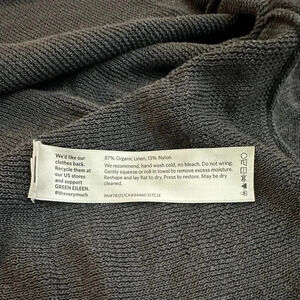 We'd like our
clothes back.
Recycle them at
our US stores
and support
GREEN EILEEN.
#thxverymuch
87% Organic Linen, 13% Nylon
We recommend, hand wash cold, no bleach. Do not wring.
Gently squeeze or roll in towel to remove excess moisture.
Reshape and lay flat to dry. Press to restore. May be dry
cleaned.